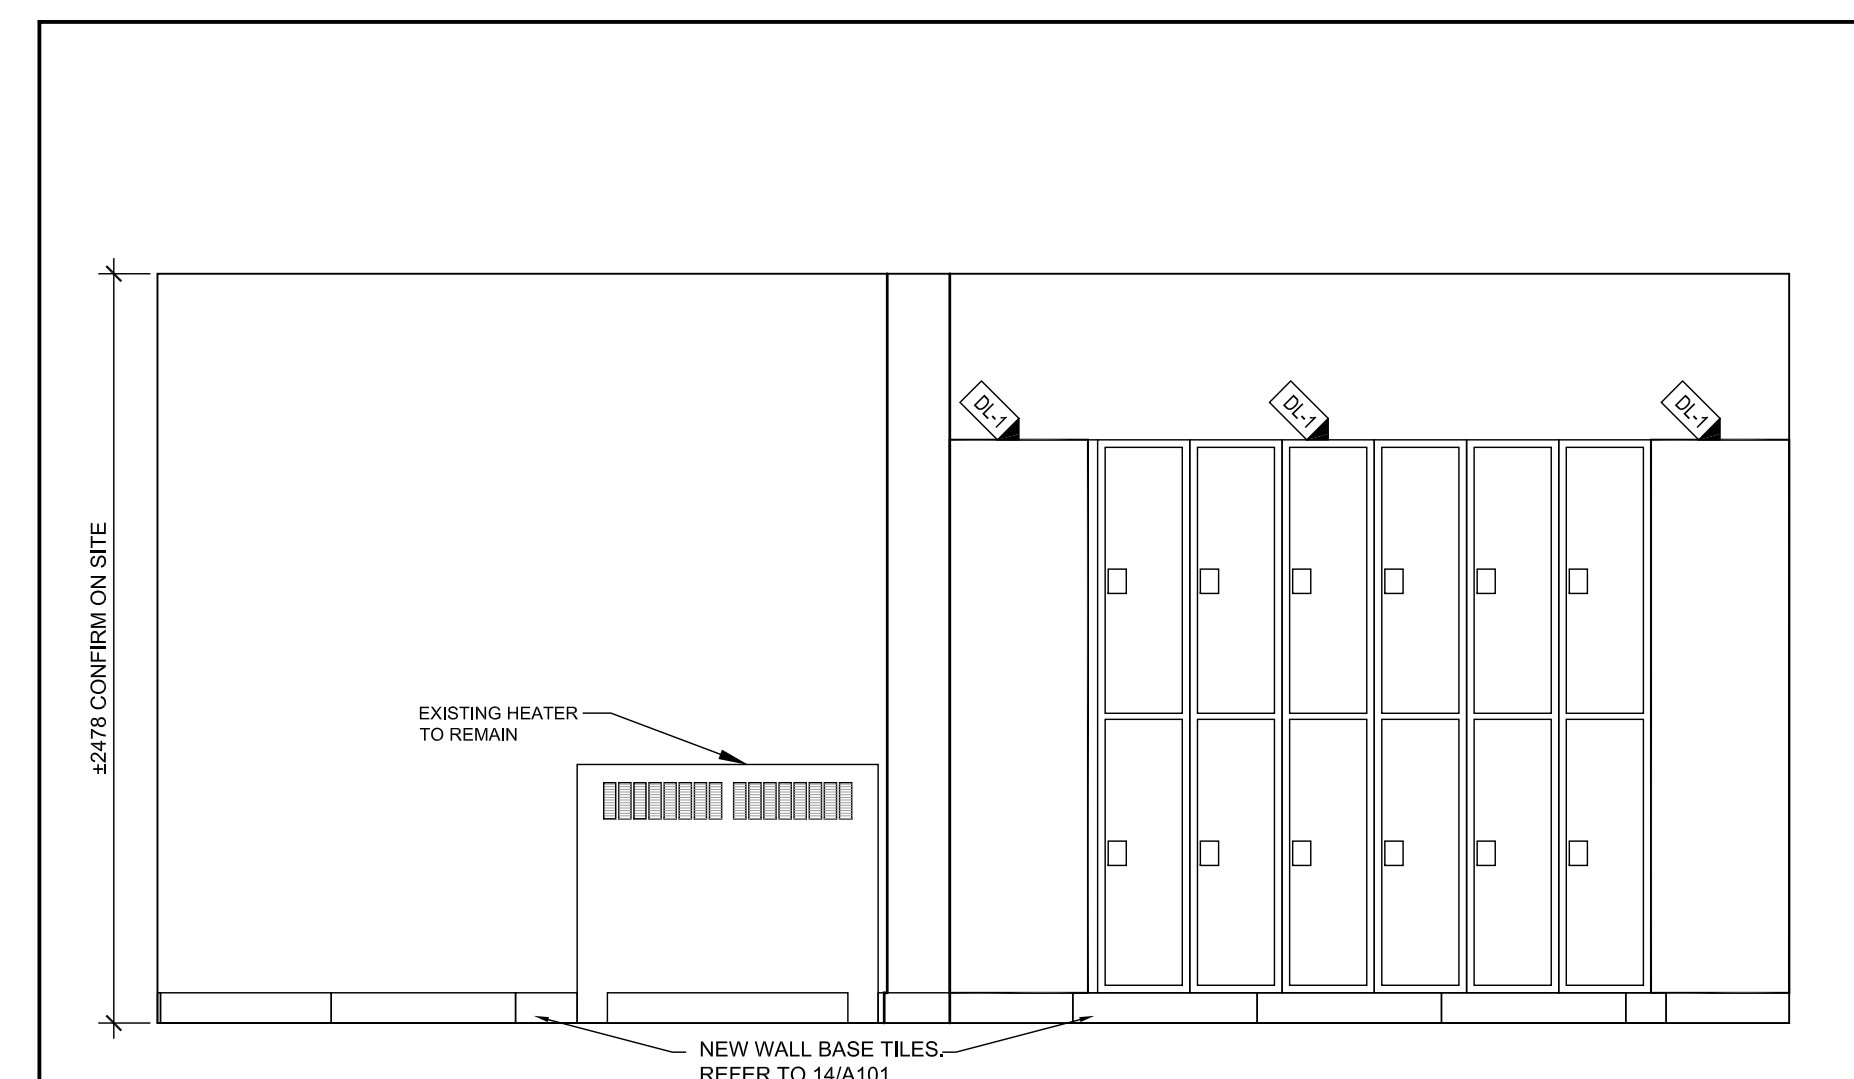 DL-1
DL-1
DL-1
±2478 CONFIRM ON SITE
EXISTING HEATER
TO REMAIN
NEW WALL BASE TILES.
REFER TO 14/A101